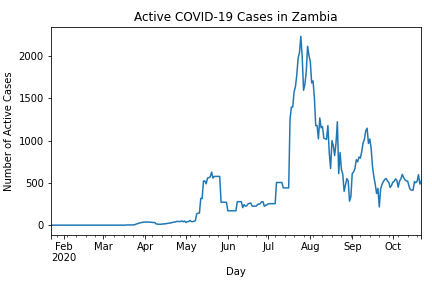 Active COVID-19 Cases in Zambia
Number of Active Cases
2000
1500
1000
500
0
Feb Mar Apr May Jun Jul Aug Sep Oct
2020
Day